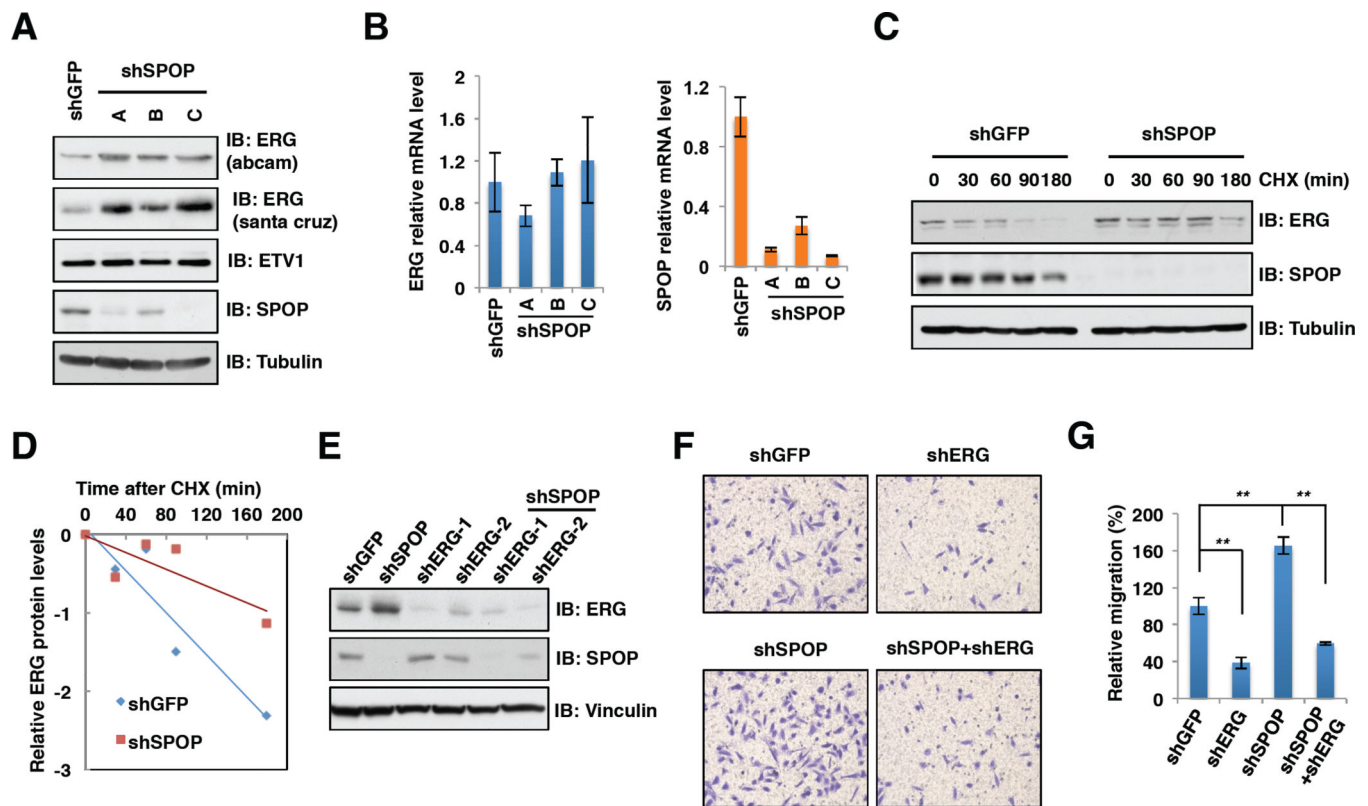 A
shGFP
shSPOP
A B C
IB: ERG
(abcam)
IB: ERG
(santa cruz)
IB: ETV1
IB: SPOP
IB: Tubulin
B
ERG relative mRNA level
2
1.6
1.2
0.8
0.4
0
shGFP
A B C
shSPOP
SPOP relative mRNA level
1.2
0.8
0.4
0
shGFP
A B C
shSPOP
C
shGFP shSPOP
0 30 60 90 180 0 30 60 90 180 CHX (min)
IB: ERG
IB: SPOP
IB: Tubulin
D
Time after CHX (min)
0 40 80 120 160 200
Relative ERG protein levels
0
-1
-2
-3
shGFP
shSPOP
E
shSPOP
shGFP shSPOP shERG-1 shERG-2 shERG-1 shERG-2
IB: ERG
IB: SPOP
IB: Vinculin
F
shGFP shERG
shSPOP shSPOP+shERG
G
Relative migration (%)
200
160
120
80
40
0
** **
**
shGFP shERG shSPOP shSPOP
+shERG